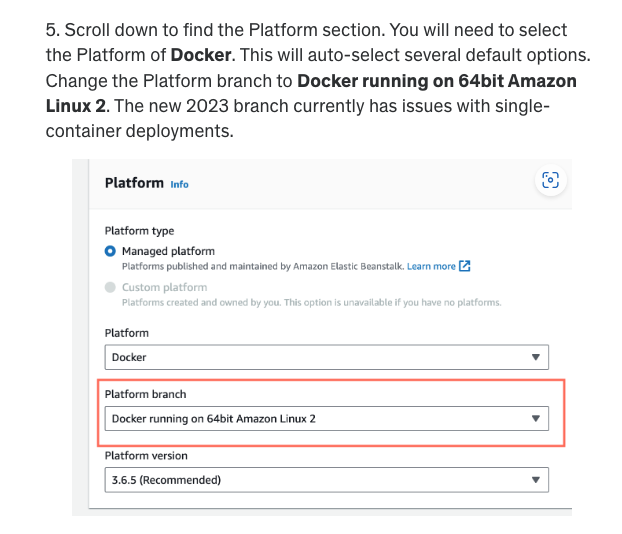 5. Scroll down to find the Platform section. You will need to select
the Platform of Docker. This will auto-select several default options.
Change the Platform branch to Docker running on 64bit Amazon
Linux 2. The new 2023 branch currently has issues with single-
container deployments.
Platform Info
Platform type
Managed platform
Platforms published and maintained by Amazon Elastic Beanstalk. Learn more
Custom platform
Platforms created and owned by you. This option is unavailable if you have no platforms.
Platform
Docker
Platform branch
Docker running on 64bit Amazon Linux 2
Platform version
3.6.5 (Recommended)